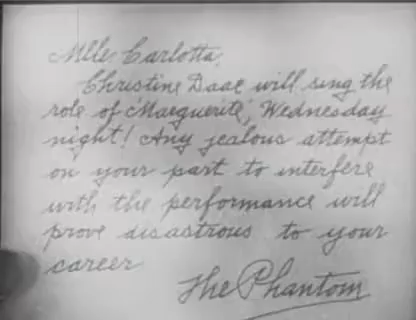 Mlle Carlotta,
Christine Daae will sing the
role of 'Marguerite', Wednesday
night! Any jealous attempt
on your part to interfere
with the performance will
prove disastrous to your
career
The Phantom